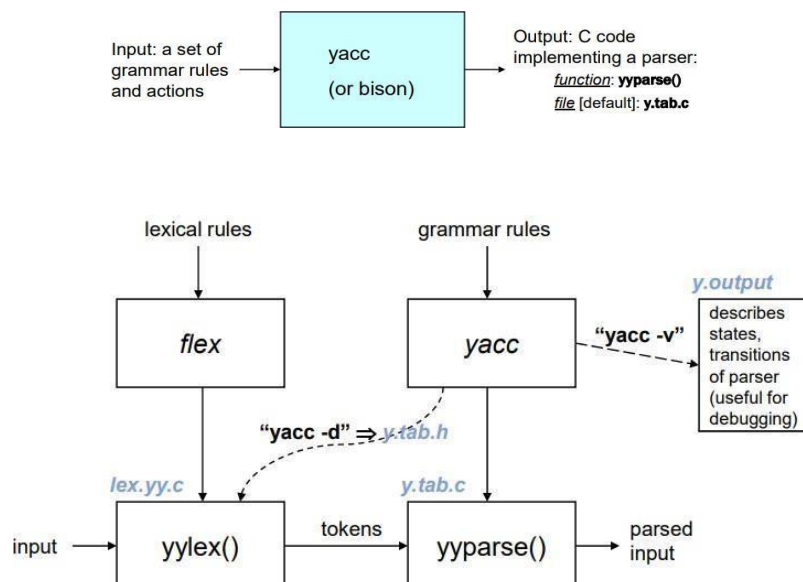 Input: a set of
grammar rules
and actions
yacc
(or bison)
Output: C code
implementing a parser:
function: yyparse()
file [default]: y.tab.c
lexical rules
grammar rules
flex
yacc
"yacc -v"
y.output
describes
states,
transitions
of parser
(useful for
debugging)
"yacc -d" ⇒ y.tab.h
lex.yy.c
y.tab.c
input
yylex()
tokens
yyparse()
parsed
input